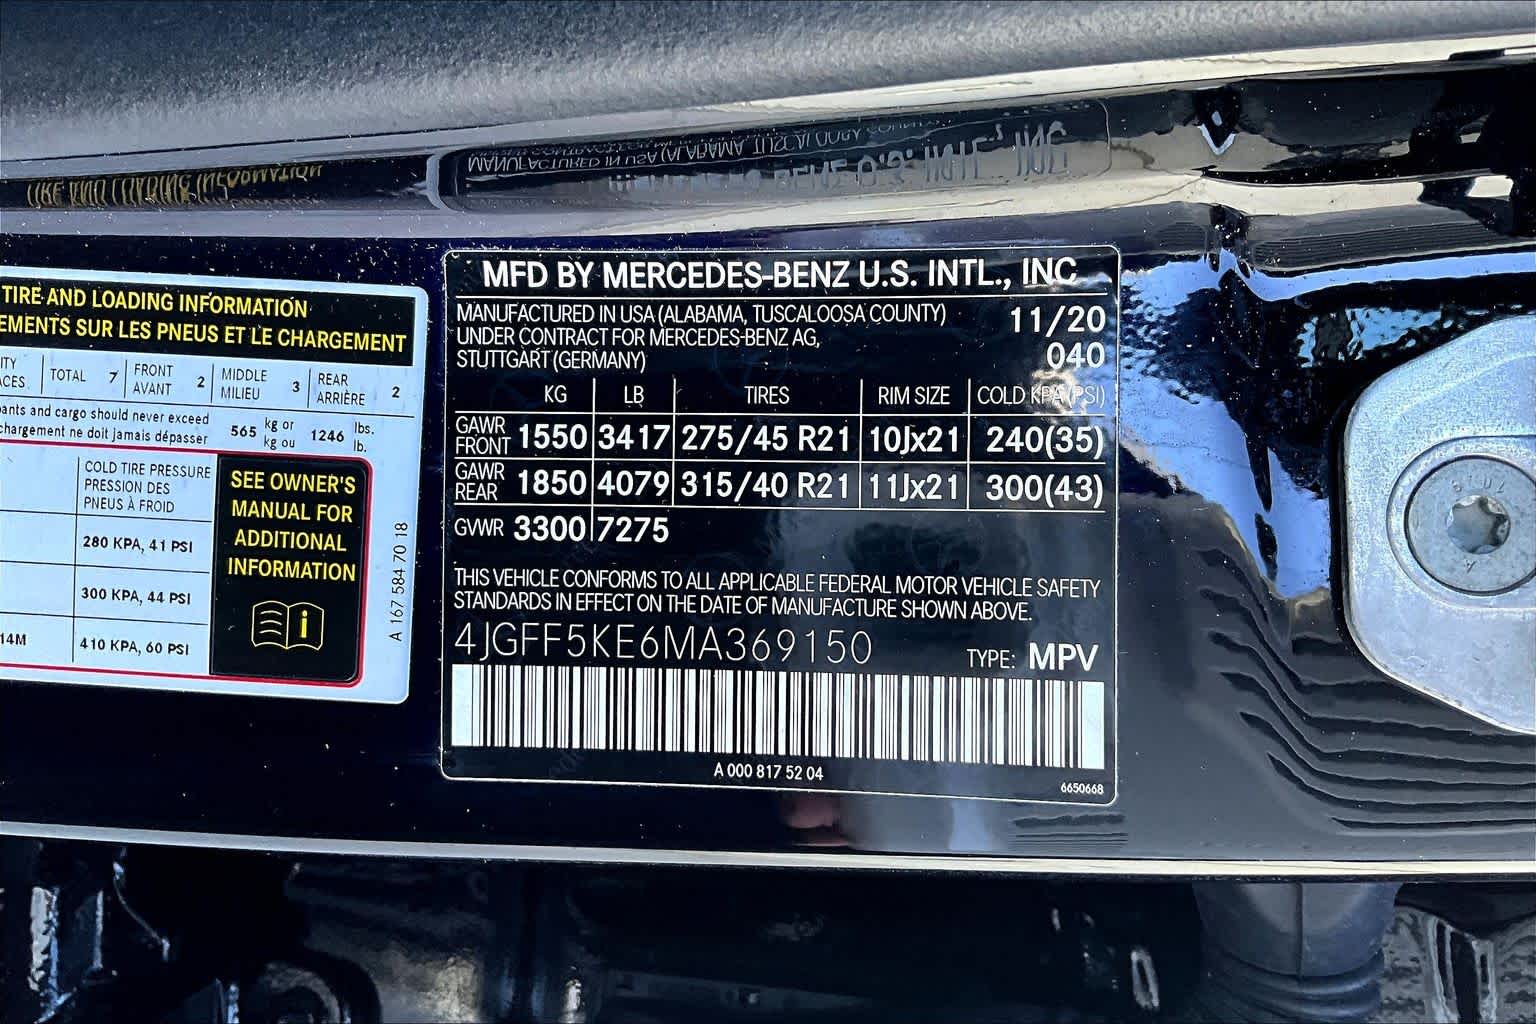 TIRE AND LOADING INFORMATION
EMENTS SUR LES PNEUS ET LE CHARGEMENT
ITY
ACES
TOTAL 7
FRONT
AVANT 2
MIDDLE
MILIEU 3
REAR
ARRIÈRE 2
pants and cargo should never exceed
chargement ne doit jamais dépasser
565 kg or
kg ou
1246 lbs.
lb.
COLD TIRE PRESSURE
PRESSION DES
PNEUS À FROID
280 KPA, 41 PSI
300 KPA, 44 PSI
14M 410 KPA, 60 PSI
SEE OWNER'S
MANUAL FOR
ADDITIONAL
INFORMATION
i
A 167 584 70 18
MFD BY MERCEDES-BENZ U.S. INTL., INC
MANUFACTURED IN USA (ALABAMA, TUSCALOOSA COUNTY)
UNDER CONTRACT FOR MERCEDES-BENZ AG,
STUTTGART (GERMANY)
11/20
040
KG LB TIRES RIM SIZE COLD KPA(PSI)
GAWR
FRONT 1550 3417 275/45 R21 10Jx21 240(35)
GAWR
REAR 1850 4079 315/40 R21 11Jx21 300(43)
GVWR 3300 7275
THIS VEHICLE CONFORMS TO ALL APPLICABLE FEDERAL MOTOR VEHICLE SAFETY
STANDARDS IN EFFECT ON THE DATE OF MANUFACTURE SHOWN ABOVE.
4JGFF5KE6MA369150
TYPE: MPV
A 000 817 52 04
6650668